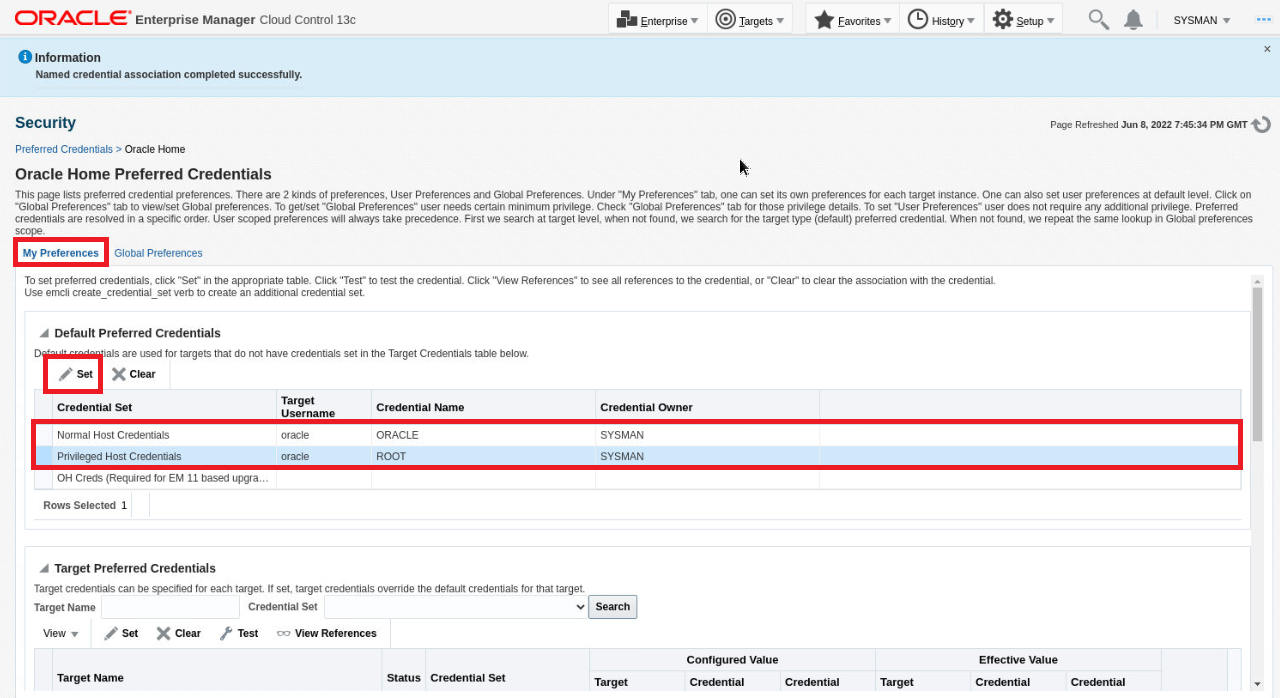 ORACLE Enterprise Manager Cloud Control 13c Enterprise Targets Favorites History Setup SYSMAN
Information
Named credential association completed successfully.
Security
Page Refreshed Jun 8, 2022 7:45:34 PM GMT
Preferred Credentials > Oracle Home
Oracle Home Preferred Credentials
This page lists preferred credential preferences. There are 2 kinds of preferences, User Preferences and Global Preferences. Under "My Preferences" tab, one can set its own preferences for each target instance. One can also set user preferences at default level. Click on
"Global Preferences" tab to view/set Global preferences. To get/set "Global Preferences" user needs certain minimum privilege. Check "Global Preferences" tab for those privilege details. To set "User Preferences" user does not require any additional privilege. Preferred
credentials are resolved in a specific order. User scoped preferences will always take precedence. First we search at target level, when not found, we search for the target type (default) preferred credential. When not found, we repeat the same lookup in Global preferences
scope.
My Preferences Global Preferences
To set preferred credentials, click "Set" in the appropriate table. Click "Test" to test the credential. Click "View References" to see all references to the credential, or "Clear" to clear the association with the credential.
Use emcli create_credential_set verb to create an additional credential set.
Default Preferred Credentials
Default credentials are used for targets that do not have credentials set in the Target Credentials table below.
Set Clear
Credential Set Target Username Credential Name Credential Owner
Normal Host Credentials oracle ORACLE SYSMAN
Privileged Host Credentials oracle ROOT SYSMAN
OH Creds (Required for EM 11 based upgra…
Rows Selected 1
Target Preferred Credentials
Target credentials can be specified for each target. If set, target credentials override the default credentials for that target.
Target Name Credential Set Search
View Set Clear Test View References
Configured Value Effective Value
Target Name Status Credential Set Target Credential Credential Target Credential Credential